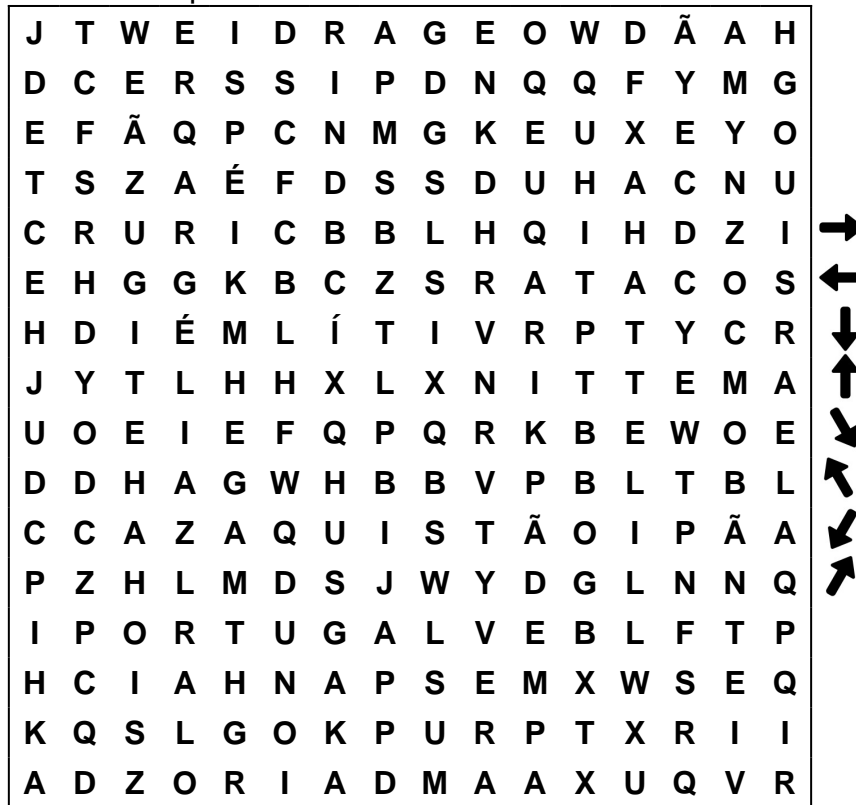 J T W E I D R A G E O W D Ã A H
D C E R S S I P D N Q Q F Y M G
E F Ã Q P C N M G K E U X E Y O
T S Z A É F D S S D U H A C N U
C R U R I C B B L H Q I H D Z I
E H G G K B C Z S R A T A C O S
H D I É M L Í T I V R P T Y C R
J Y T L H H X L X N I T T E M A
U O E I E F Q P Q R K B E W O E
D D H A G W H B B V P B L T B L
C C A Z A Q U I S T Ã O I P Ã A
P Z H L M D S J W Y D G L N N Q
I P O R T U G A L V E B L F T P
H C I A H N A P S E M X W S E Q
K Q S L G O K P U R P T X R I I
A D Z O R I A D M A A X U Q V R